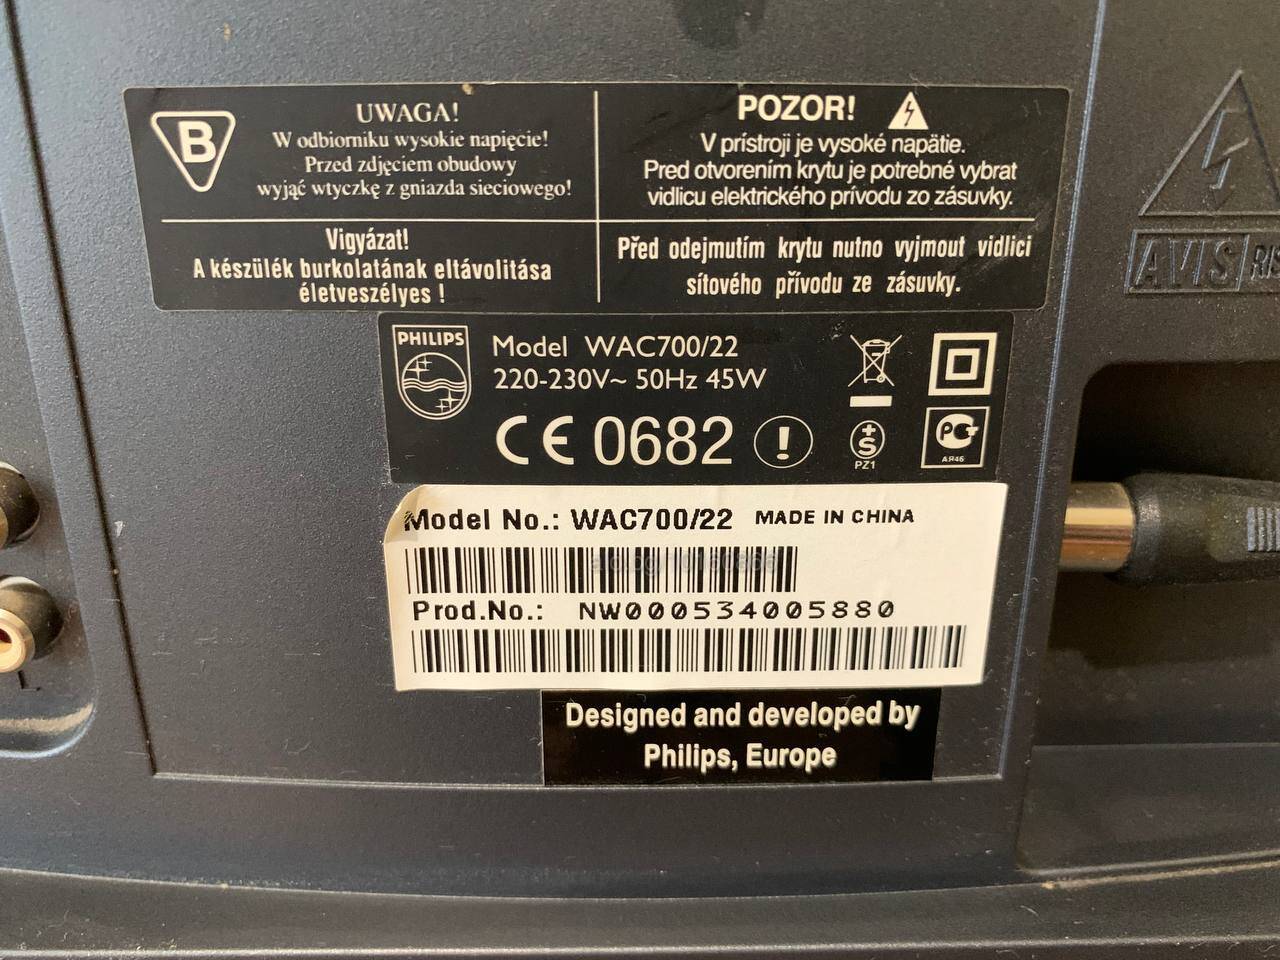 B
UWAGA!
W odbiorniku wysokie napięcie!
Przed zdjęciem obudowy
wyjąć wtyczkę z gniazda sieciowego!
POZOR!
V prístroji je vysoké napätie.
Pred otvorením krytu je potrebné vybrat
vidlicu elektrického prívodu zo zásuvky.
Vigyázat!
A készülék burkolatának eltávolitása
életveszélyes !
Před odejmutím krytu nutno vyjmout vidlici
sítového přívodu ze zásuvky.
AVIS
PHILIPS
Model WAC700/22
220-230V~ 50Hz 45W
CE 0682
PZ1
Model No.: WAC700/22 MADE IN CHINA
Prod.No.: NW000534005880
Designed and developed by
Philips, Europe
L